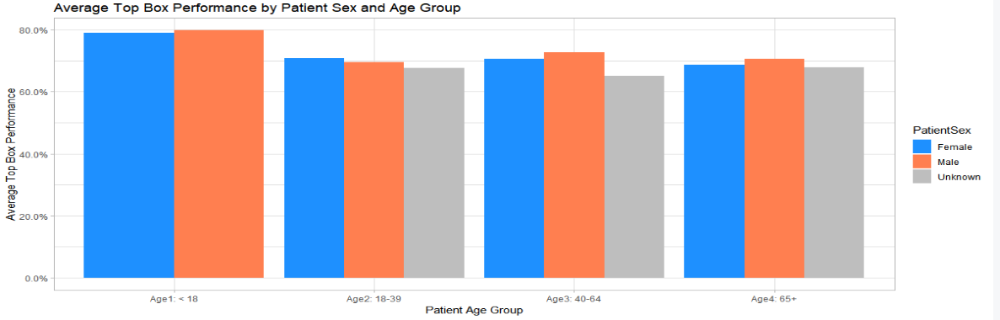 Average Top Box Performance by Patient Sex and Age Group
Average Top Box Performance
80.0%
60.0%
40.0%
20.0%
0.0%
Age1: < 18
Age2: 18-39
Age3: 40-64
Age4: 65+
Patient Age Group
PatientSex
Female
Male
Unknown